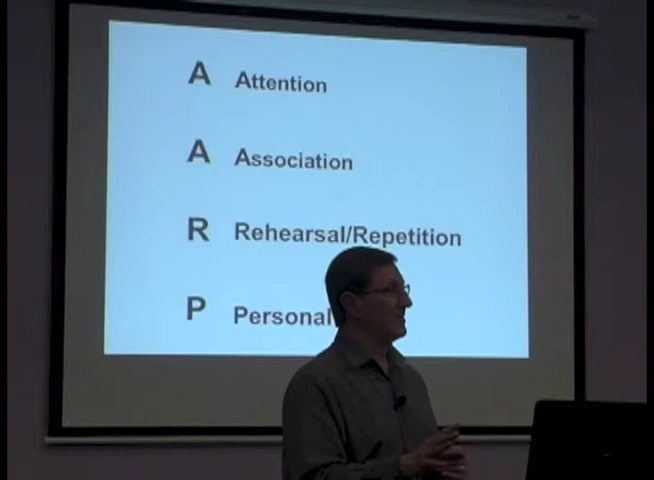 A Attention
A Association
R Rehearsal/Repetition
P Personal